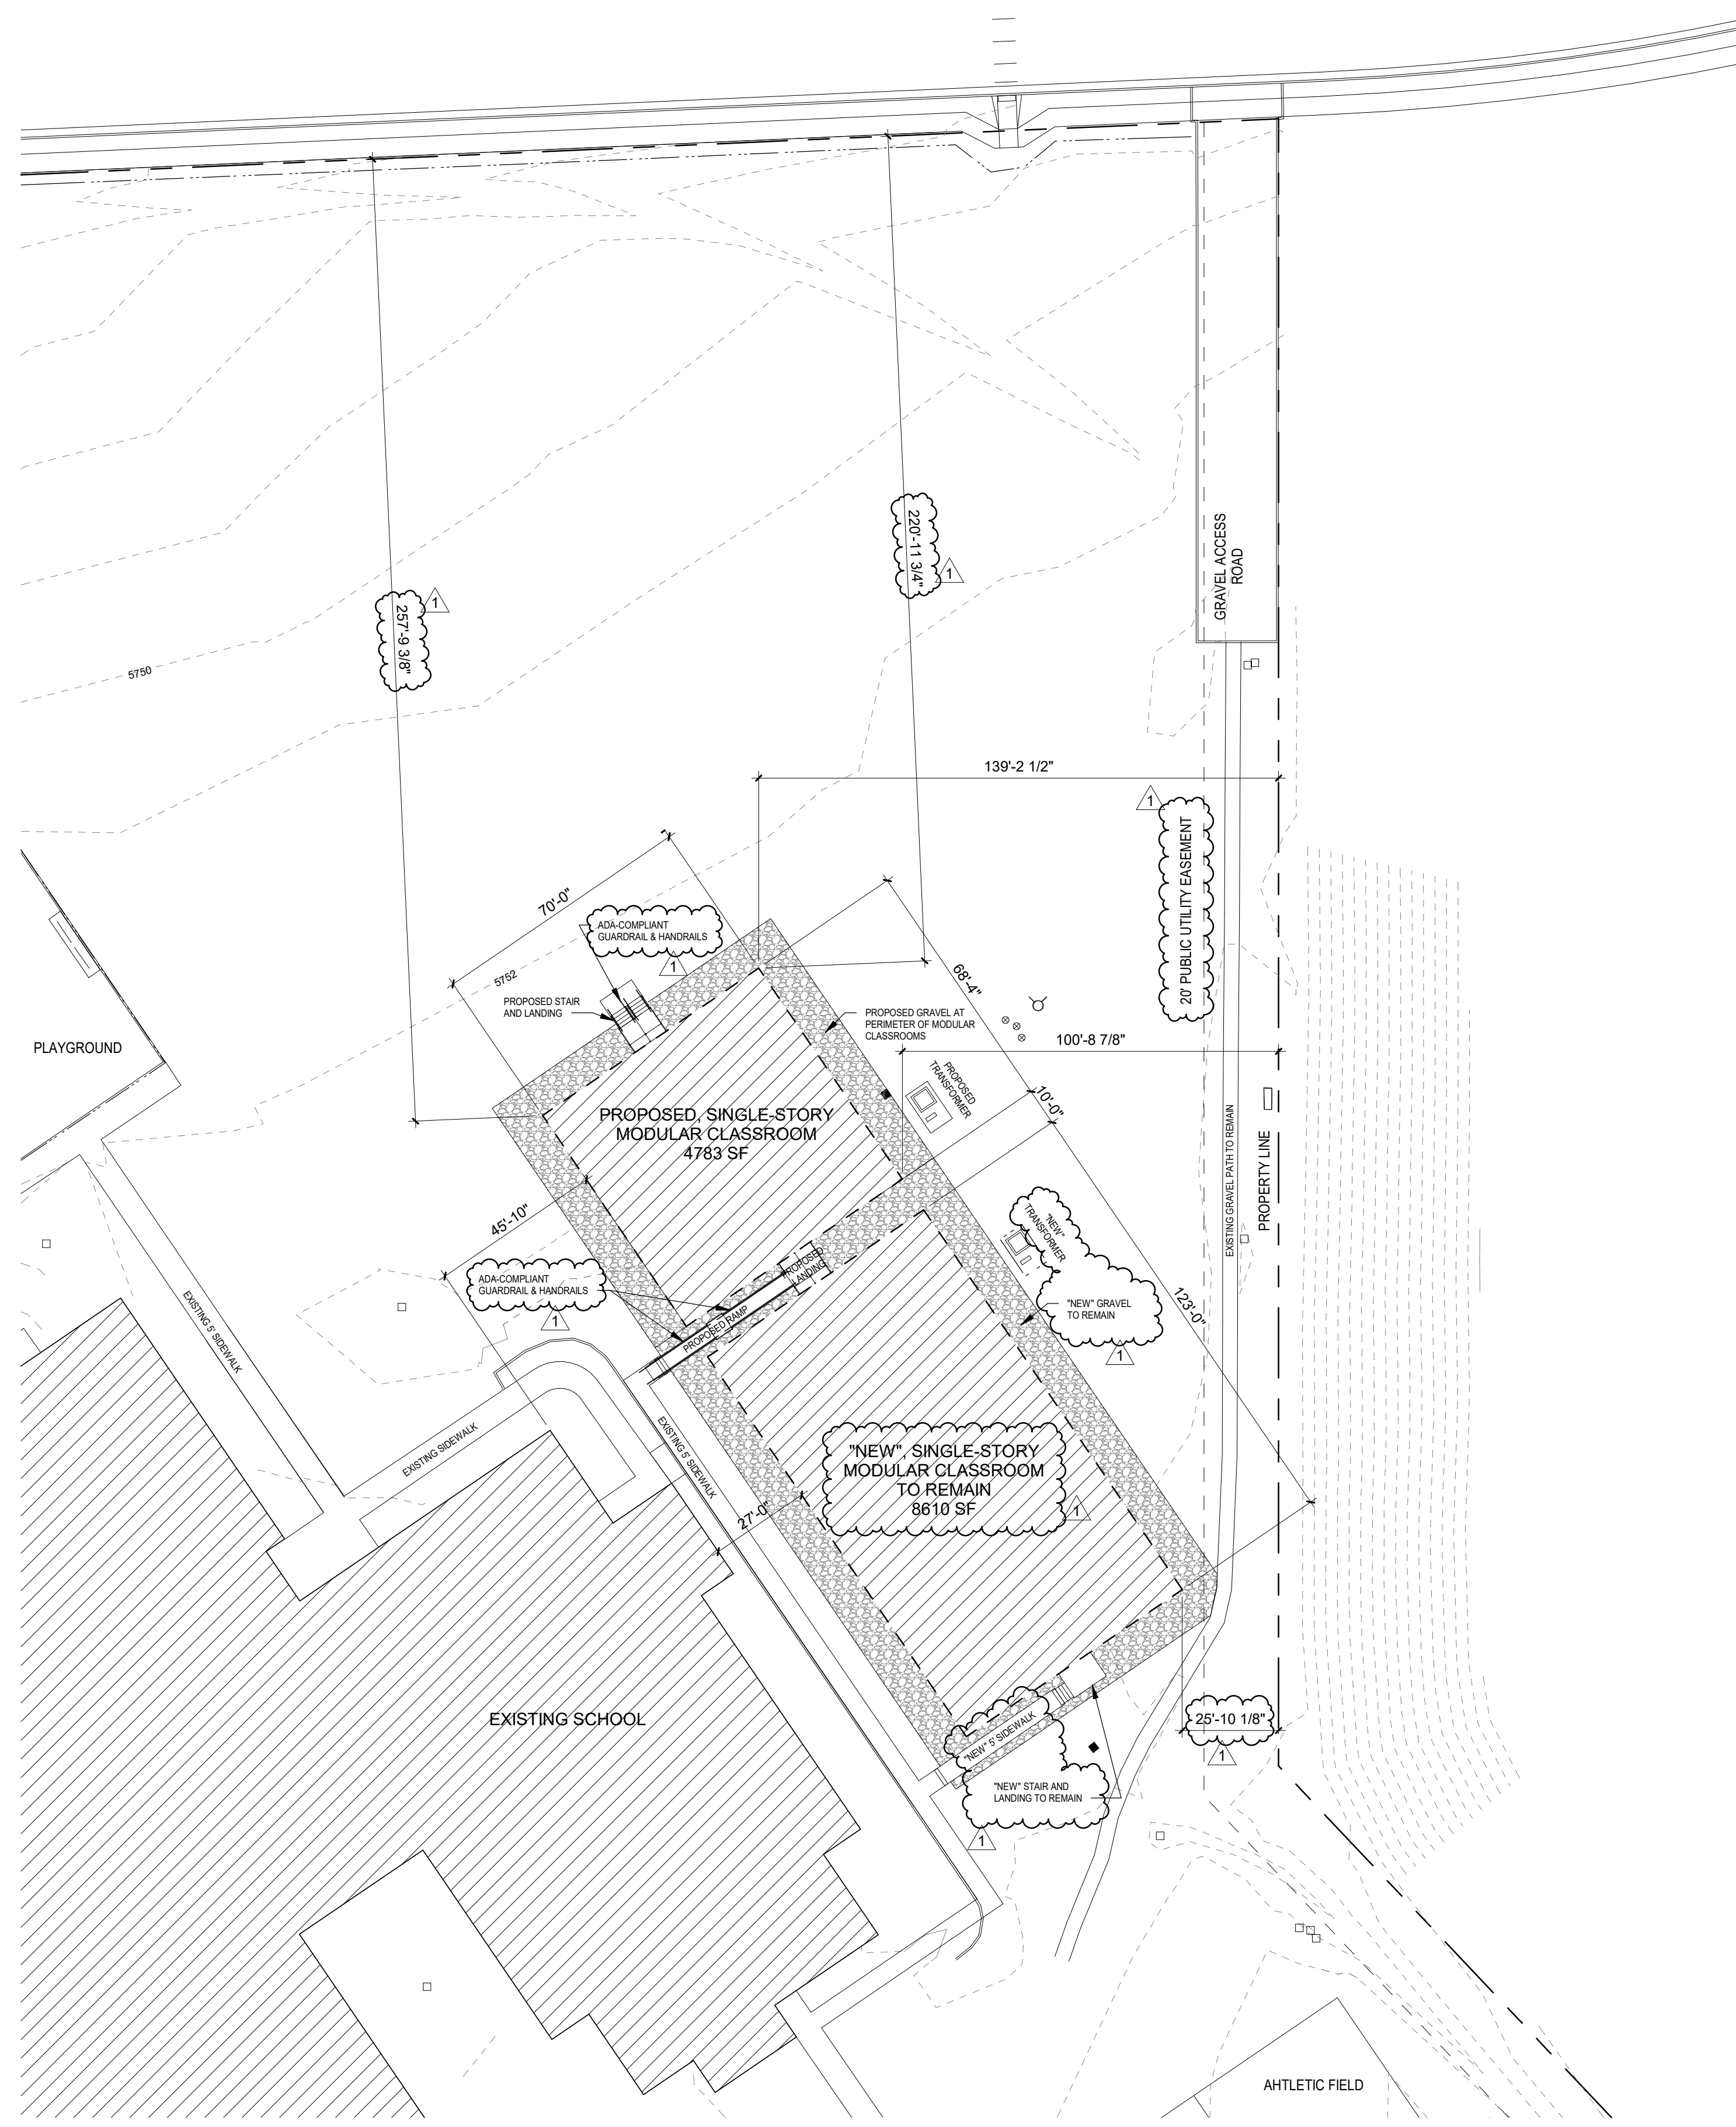 GRAVEL ACCESS
ROAD
220'-11 3/4"
1
257'-9 3/8"
1
5750
139'-2 1/2"
1
20' PUBLIC UTILITY EASEMENT
70'-0"
ADA-COMPLIANT
GUARDRAIL & HANDRAILS
1
5752
68'-4"
PROPOSED STAIR
AND LANDING
PROPOSED GRAVEL AT
PERIMETER OF MODULAR
CLASSROOMS
100'-8 7/8"
PLAYGROUND
PROPOSED
TRANSFORMER
10'-0"
PROPOSED, SINGLE-STORY
MODULAR CLASSROOM
4783 SF
EXISTING GRAVEL PATH TO REMAIN
PROPERTY LINE
45'-10"
"NEW"
TRANSFORMER
ADA-COMPLIANT
GUARDRAIL & HANDRAILS
1
PROPOSED
LANDING
PROPOSED RAMP
"NEW" GRAVEL
TO REMAIN
1
123'-0"
EXISTING 5' SIDEWALK
EXISTING SIDEWALK
EXISTING 5' SIDEWALK
"NEW", SINGLE-STORY
MODULAR CLASSROOM
TO REMAIN
8610 SF
1
27'-0"
EXISTING SCHOOL
25'-10 1/8"
1
"NEW" 5' SIDEWALK
"NEW" STAIR AND
LANDING TO REMAIN
1
AHTLETIC FIELD